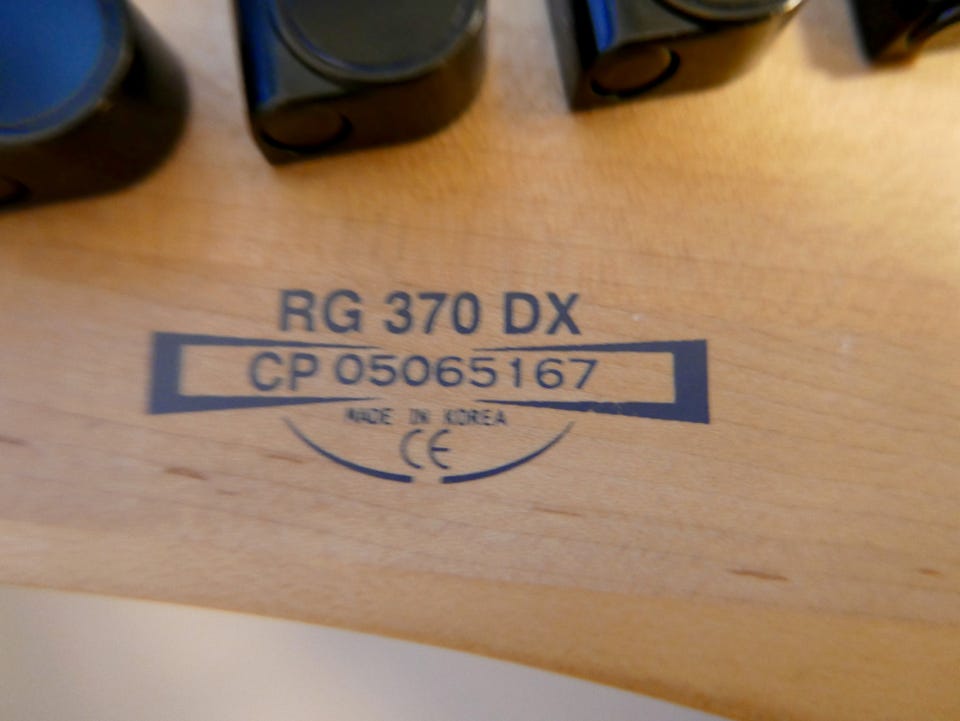 RG 370 DX
CP 05065167
MADE IN KOREA
CE